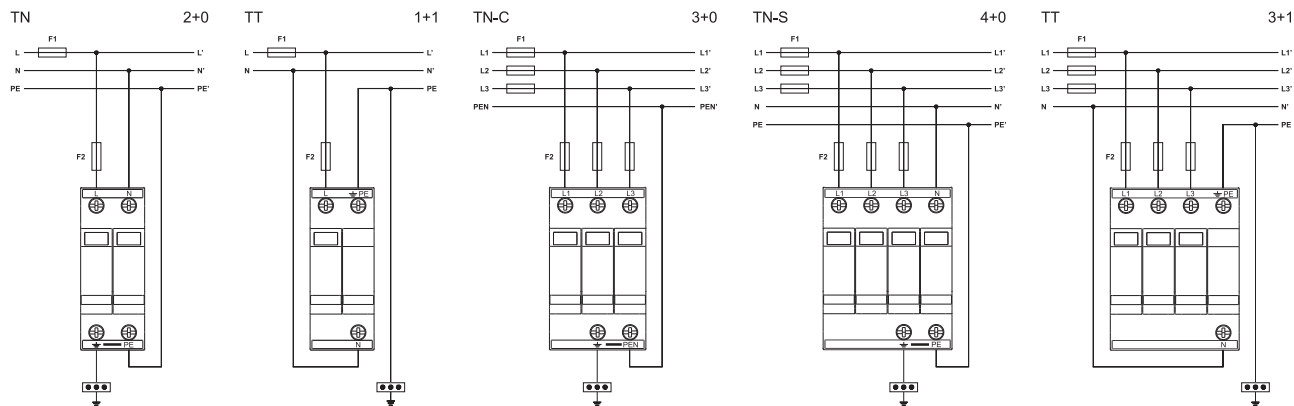 TN 2+0
F1
L L'
N N'
PE PE'
F2
L N
PE
TT 1+1
F1
L L'
N N'
PE
F2
L PE
N
TN-C 3+0
F1
L1 L1'
L2 L2'
L3 L3'
PEN PEN'
F2
L1 L2 L3
PEN
TN-S 4+0
F1
L1 L1'
L2 L2'
L3 L3'
N N'
PE PE'
F2
L1 L2 L3 N
PE
TT 3+1
F1
L1 L1'
L2 L2'
L3 L3'
N N'
PE
F2
L1 L2 L3 PE
N